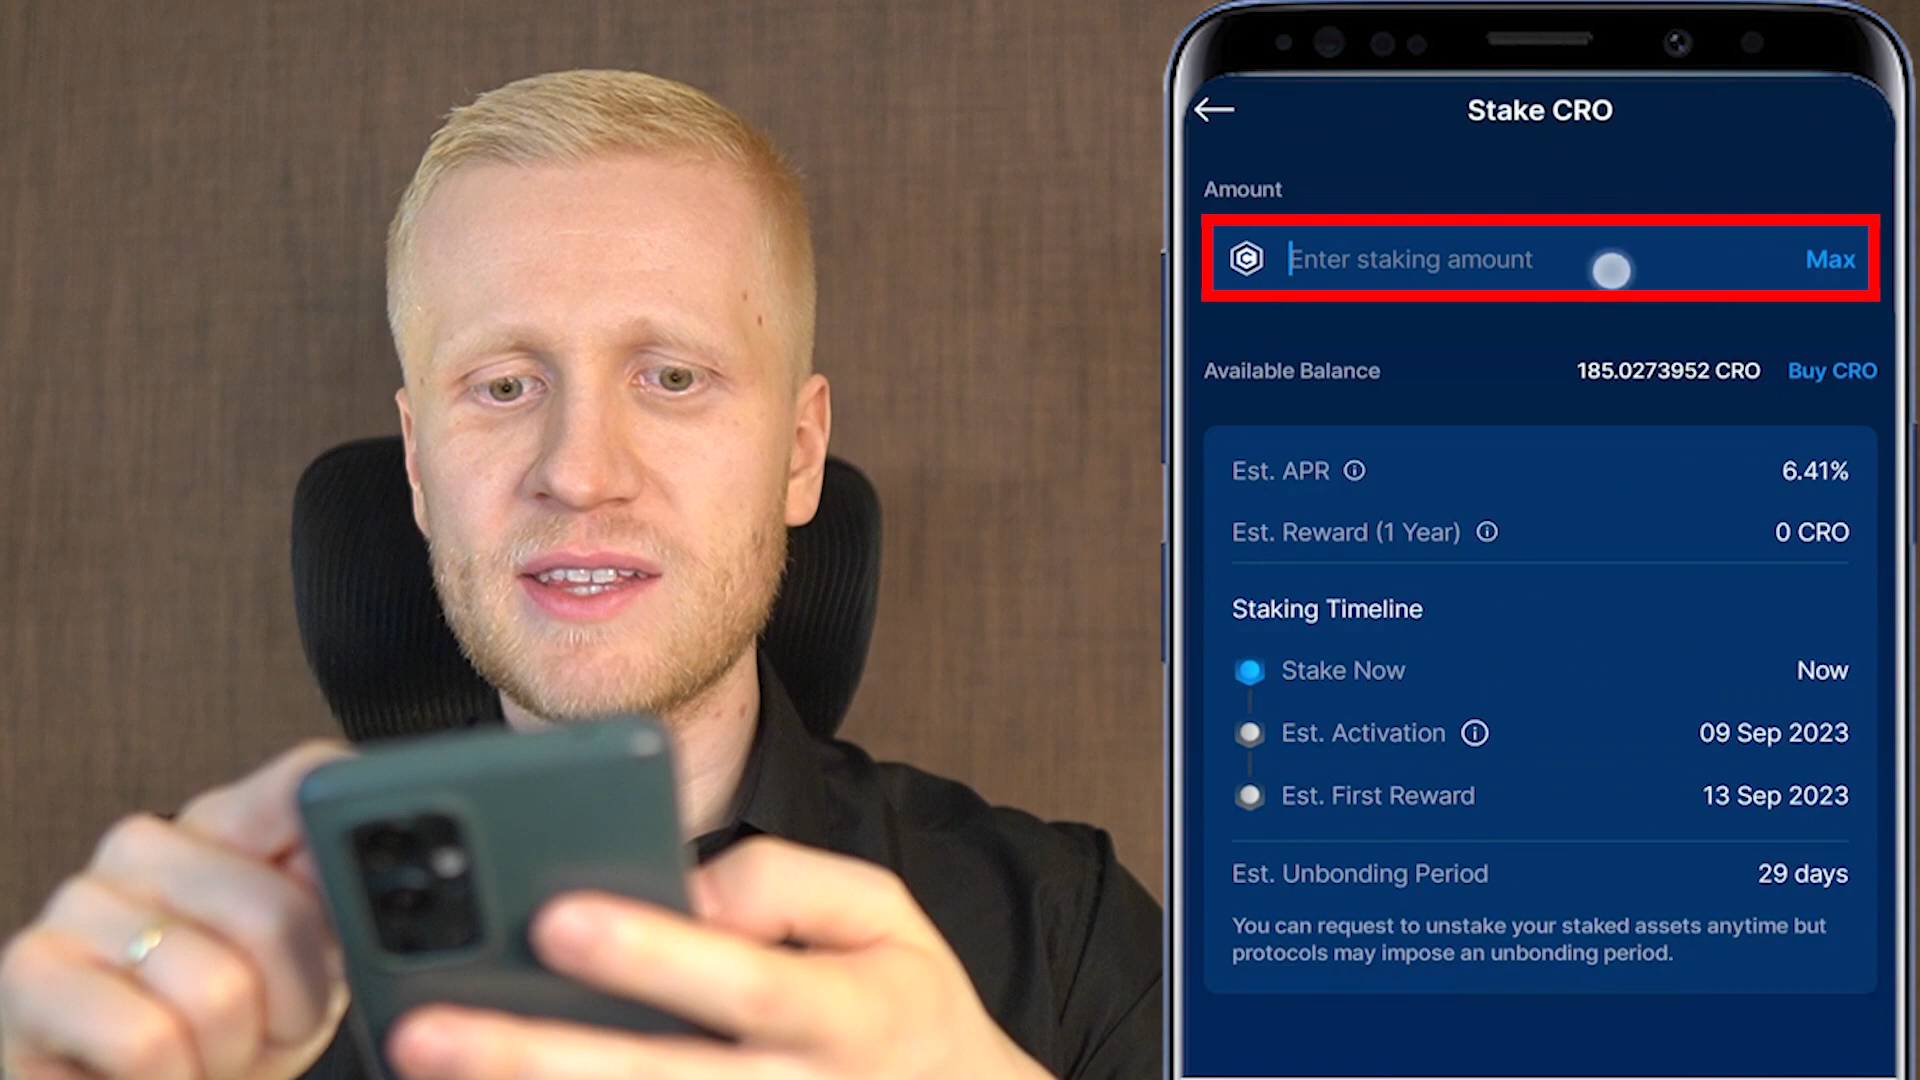 Stake CRO
Amount
Enter staking amount Max
Available Balance 185.0273952 CRO Buy CRO
Est. APR 6.41%
Est. Reward (1 Year) 0 CRO
Staking Timeline
Stake Now Now
Est. Activation 09 Sep 2023
Est. First Reward 13 Sep 2023
Est. Unbonding Period 29 days
You can request to unstake your staked assets anytime but
protocols may impose an unbonding period.